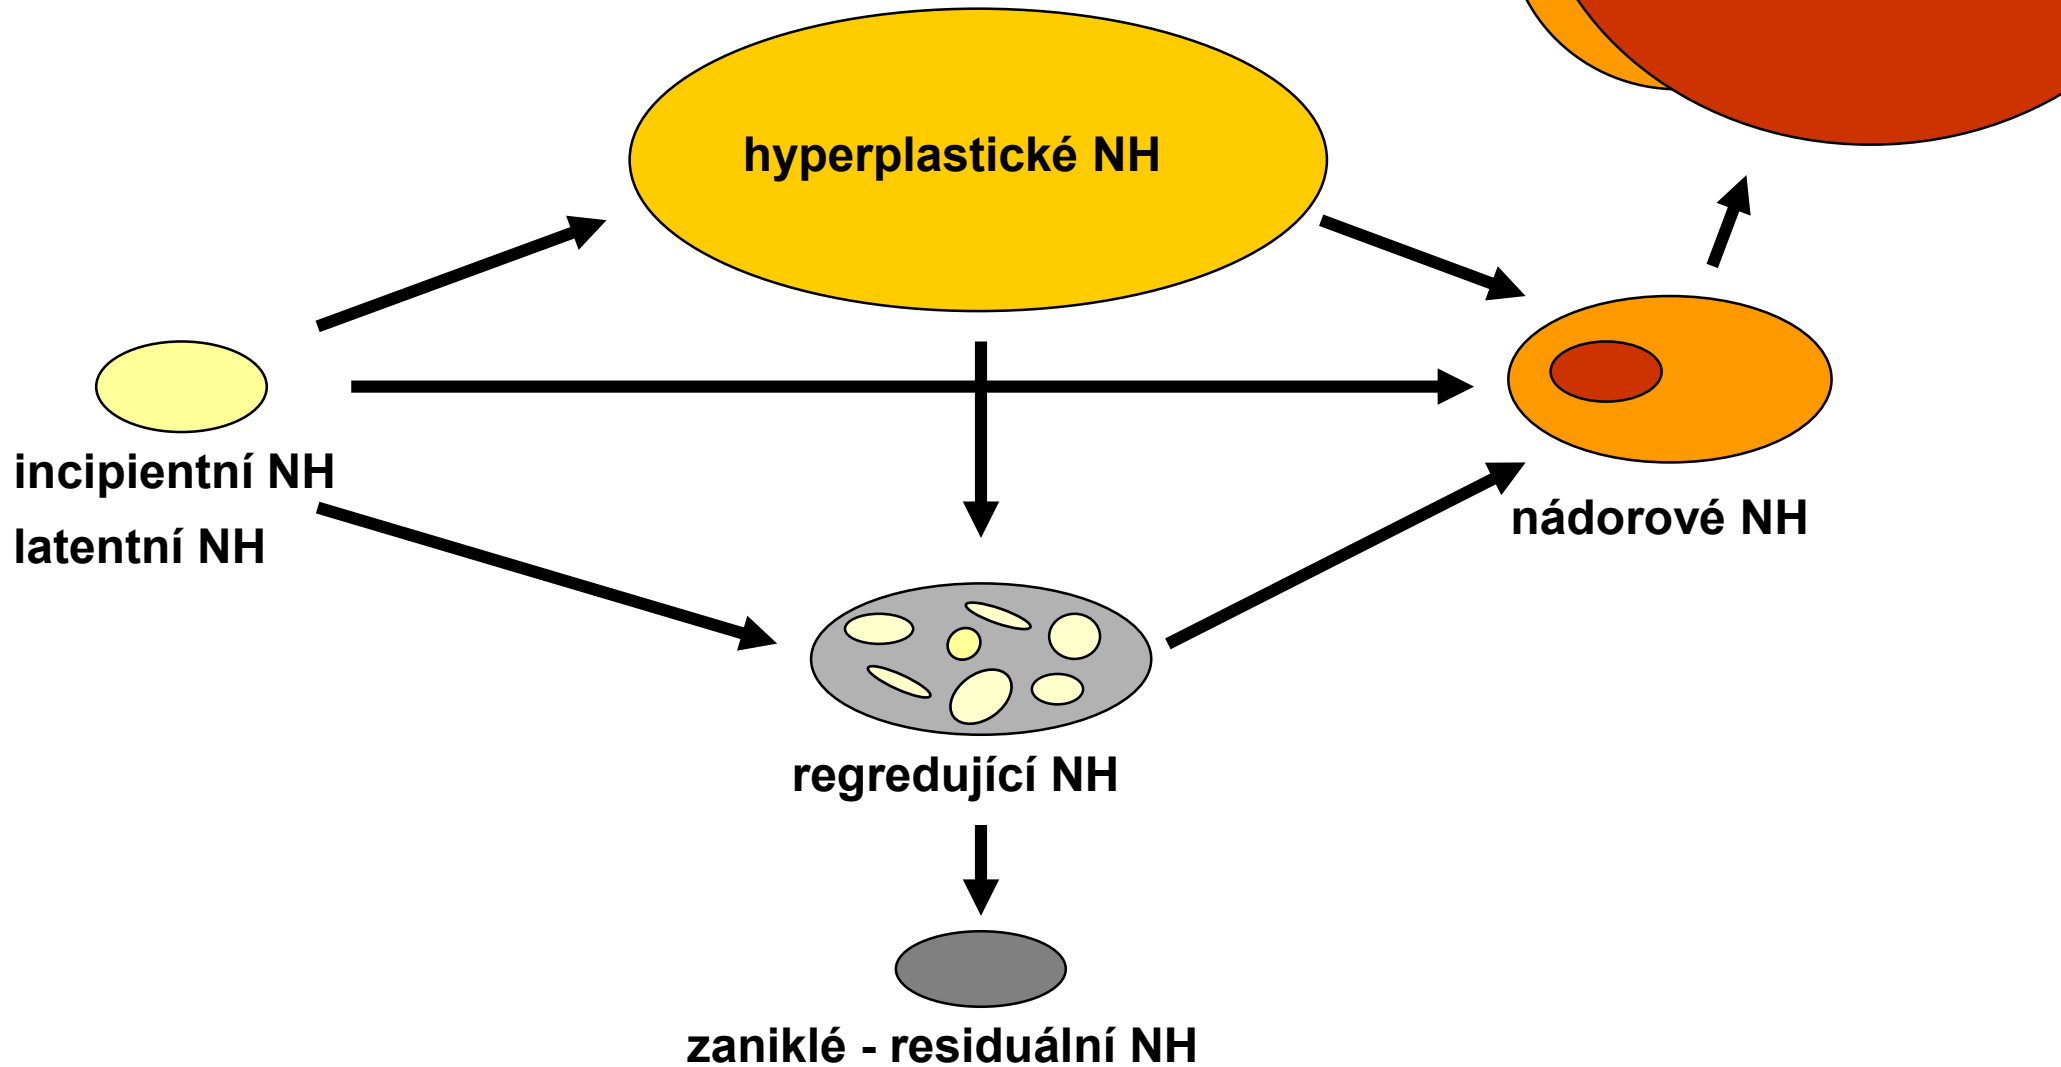 hyperplastické NH
incipientní NH
latentní NH
nádorové NH
regredující NH
zaniklé - residuální NH